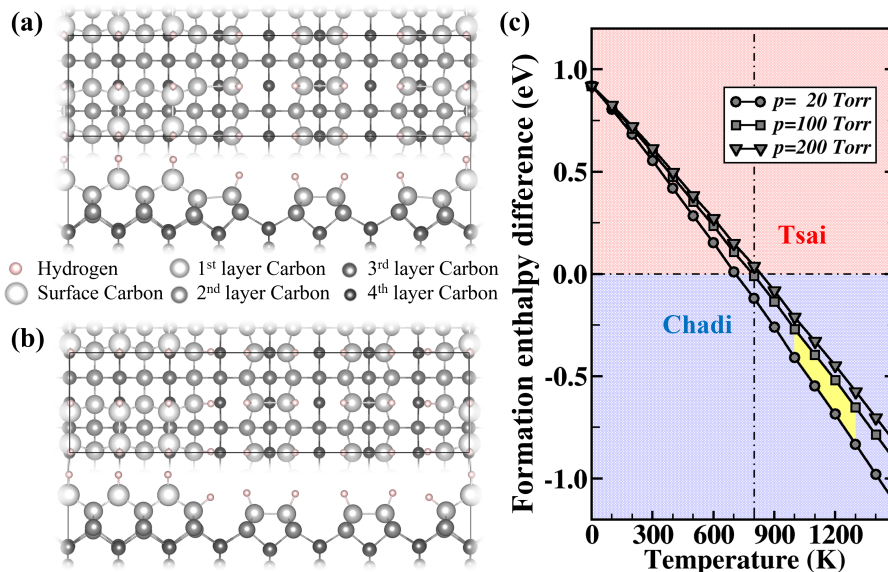 (a)
Hydrogen
Surface Carbon
1st layer Carbon
2nd layer Carbon
3rd layer Carbon
4th layer Carbon
(b)
(c)
Formation enthalpy difference (eV)
1.0
0.5
0.0
-0.5
-1.0
p= 20 Torr
p=100 Torr
p=200 Torr
Tsai
Chadi
0 300 600 900 1200
Temperature (K)